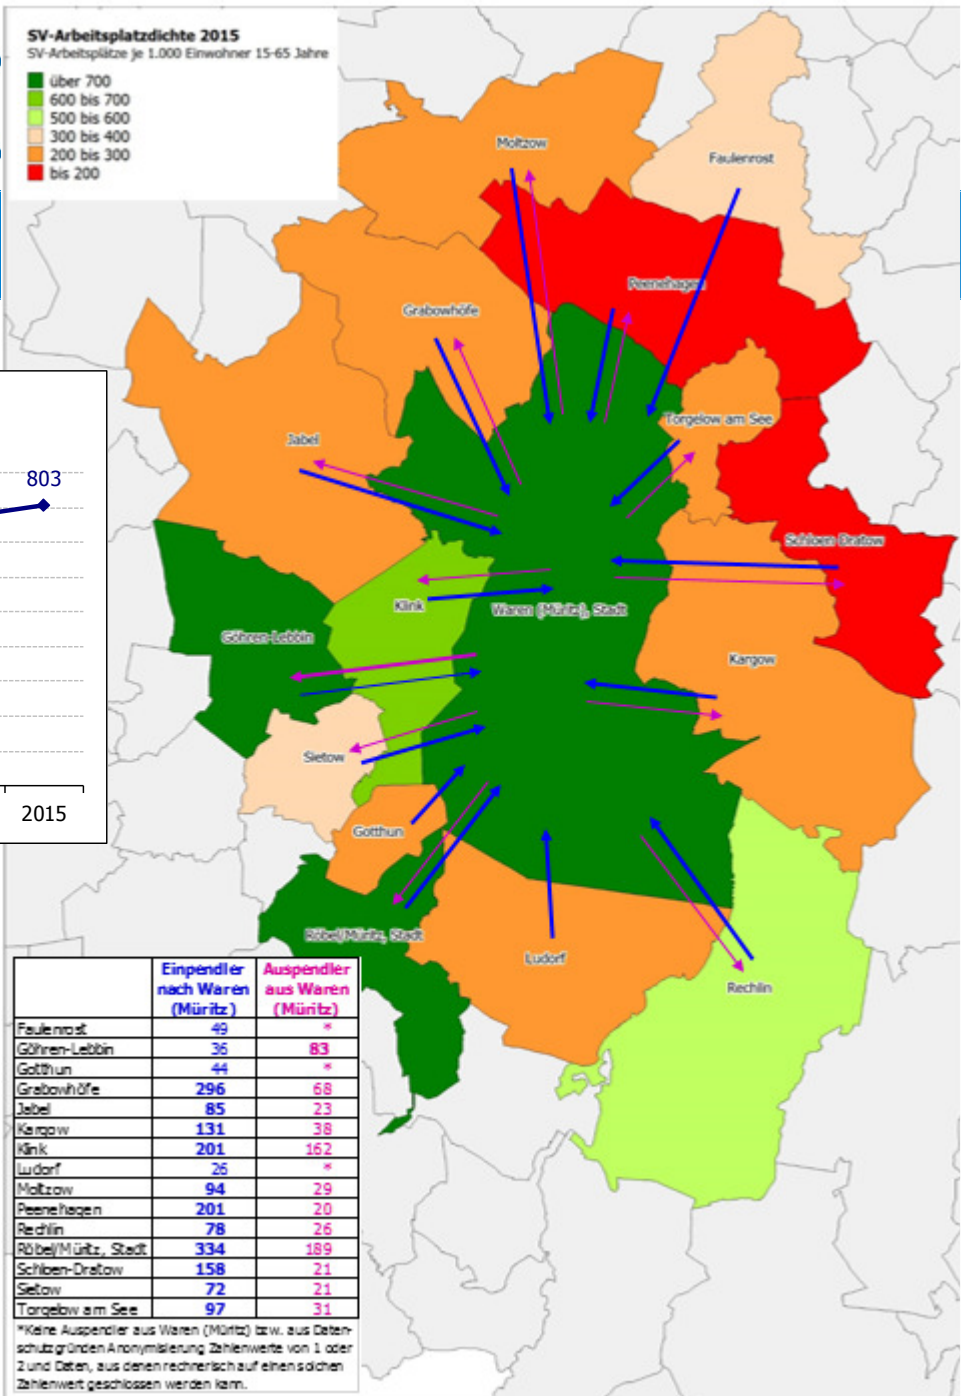 SV-Arbeitsplatzdichte 2015
SV-Arbeitsplätze je 1.000 Einwohner 15-65 Jahre
über 700
600 bis 700
500 bis 600
300 bis 400
200 bis 300
bis 200
Moltzow
Faulenrost
Peenehagen
Grabowhöfe
Torgelow am See
Jabel
803
Schloen-Dratow
Klink
Waren (Müritz), Stadt
Göhren-Lebbin
Kargow
Sietow
2015
Gotthun
Röbel/Müritz, Stadt
Ludorf
Rechlin
Einpendler nach Waren (Müritz) Auspendler aus Waren (Müritz)
Faulenrost 49 *
Göhren-Lebbin 36 83
Gotthun 44 *
Grabowhöfe 296 68
Jabel 85 23
Kargow 131 38
Klink 201 162
Ludorf 26 *
Moltzow 94 29
Peenehagen 201 20
Rechlin 78 26
Röbel/Müritz, Stadt 334 189
Schloen-Dratow 158 21
Sietow 72 21
Torgelow am See 97 31
*Keine Auspendler aus Waren (Müritz) bzw. aus Daten-
schutzgründen Anonymisierung Zahlenwerte von 1 oder
2 und Daten, aus denen rechnerisch auf einen solchen
Zahlenwert geschlossen werden kann.